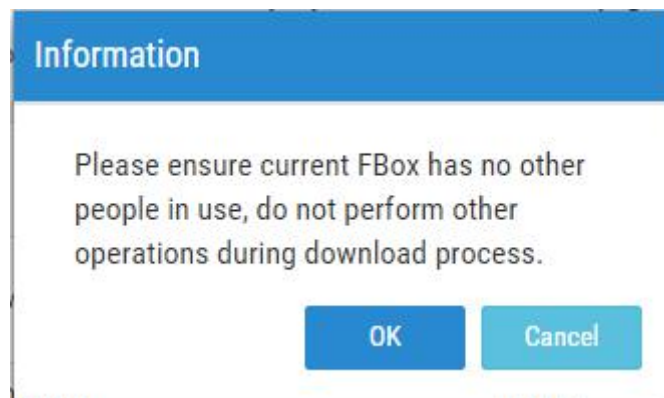 Information
Please ensure current FBox has no other
people in use, do not perform other
operations during download process.
OK
Cancel